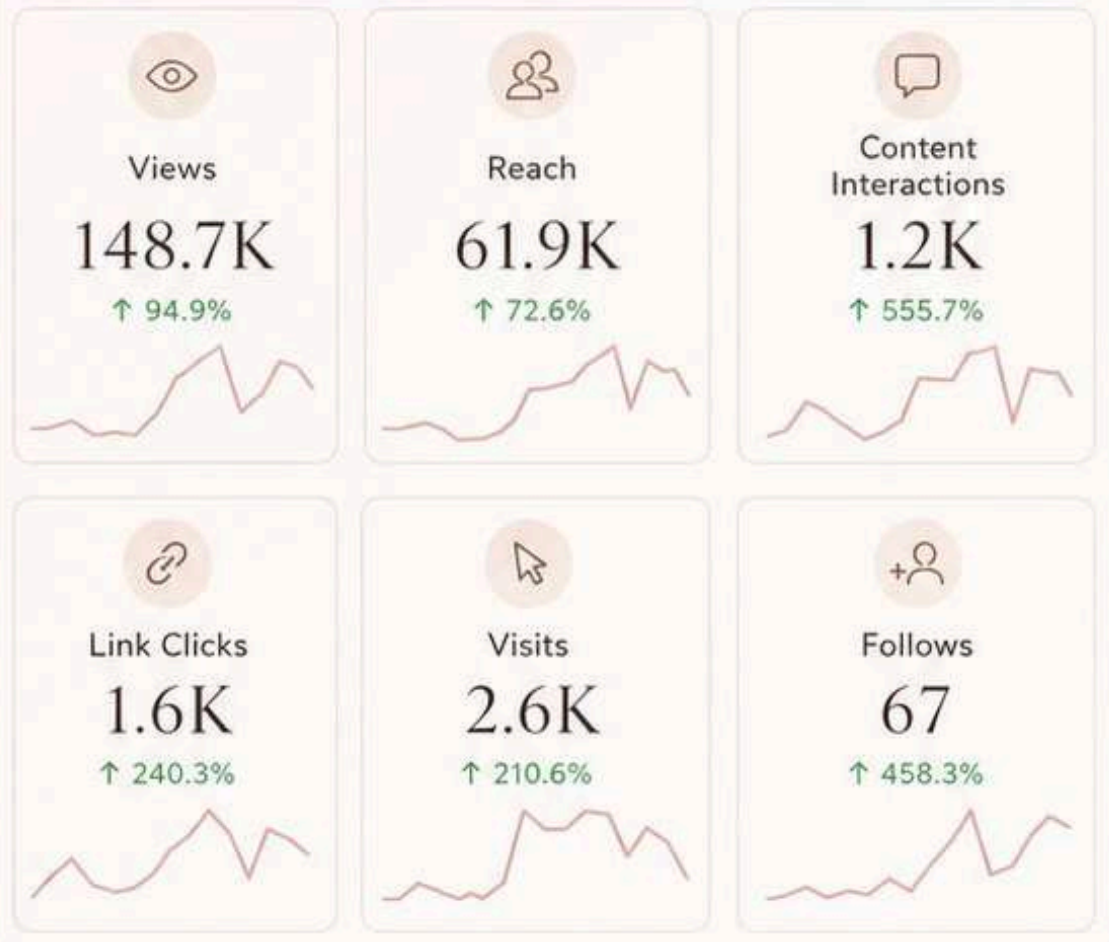 Views
148.7K
↑ 94.9%
Reach
61.9K
↑ 72.6%
Content
Interactions
1.2K
↑ 555.7%
Link Clicks
1.6K
↑ 240.3%
Visits
2.6K
↑ 210.6%
Follows
67
↑ 458.3%